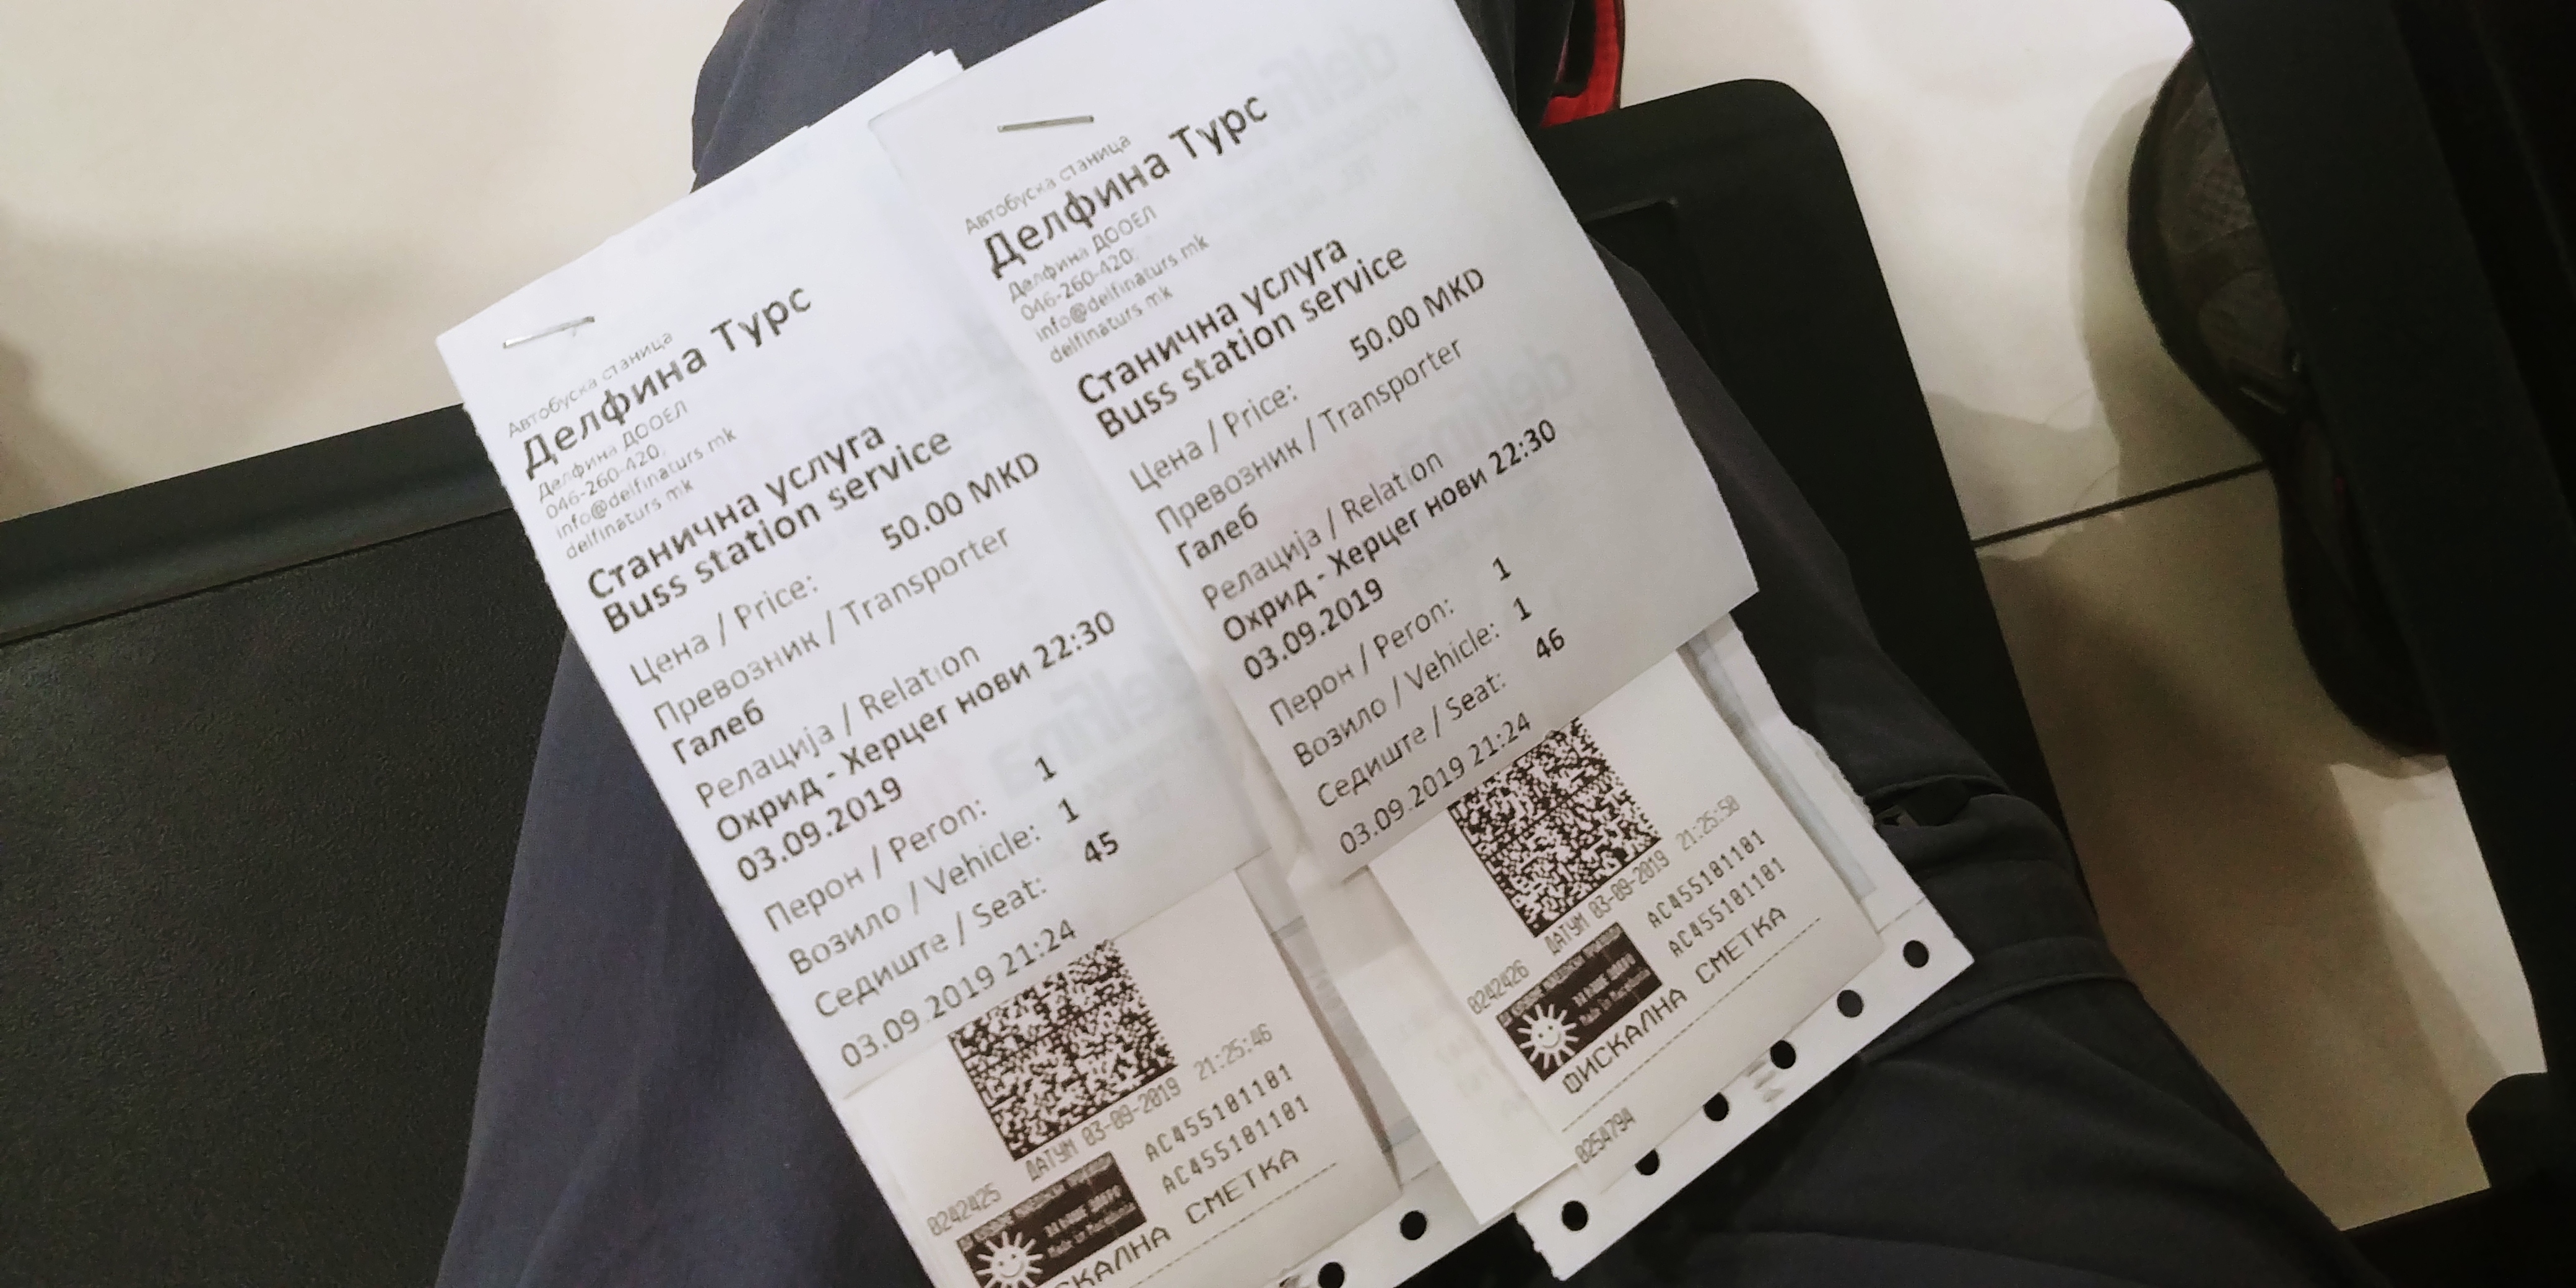 Автобуска станица
Делфина Турс
Делфина ДООЕЛ
046-260-420,
info@delfinaturs.mk
delfinaturs.mk
Станична услуга
Buss station service
Цена / Price: 50.00 MKD
Превозник / Transporter
Галеб
Релација / Relation
Охрид - Херцег нови 22:30
03.09.2019
Перон / Peron: 1
Возило / Vehicle: 1
Седиште / Seat: 45
03.09.2019 21:24
0242425 ДАТУМ 03-09-2019 21:25:46
AC455181181
AC455181181
СМЕТКА
Автобуска станица
Делфина Турс
Делфина ДООЕЛ
046-260-420,
info@delfinaturs.mk
delfinaturs.mk
Станична услуга
Buss station service
Цена / Price: 50.00 MKD
Превозник / Transporter
Галеб
Релација / Relation
Охрид - Херцег нови 22:30
03.09.2019
Перон / Peron: 1
Возило / Vehicle: 1
Седиште / Seat: 46
03.09.2019 21:24
0242426 ДАТУМ 03-09-2019 21:25:50
AC455181181
AC455181181
ФИСКАЛНА СМЕТКА
0254794